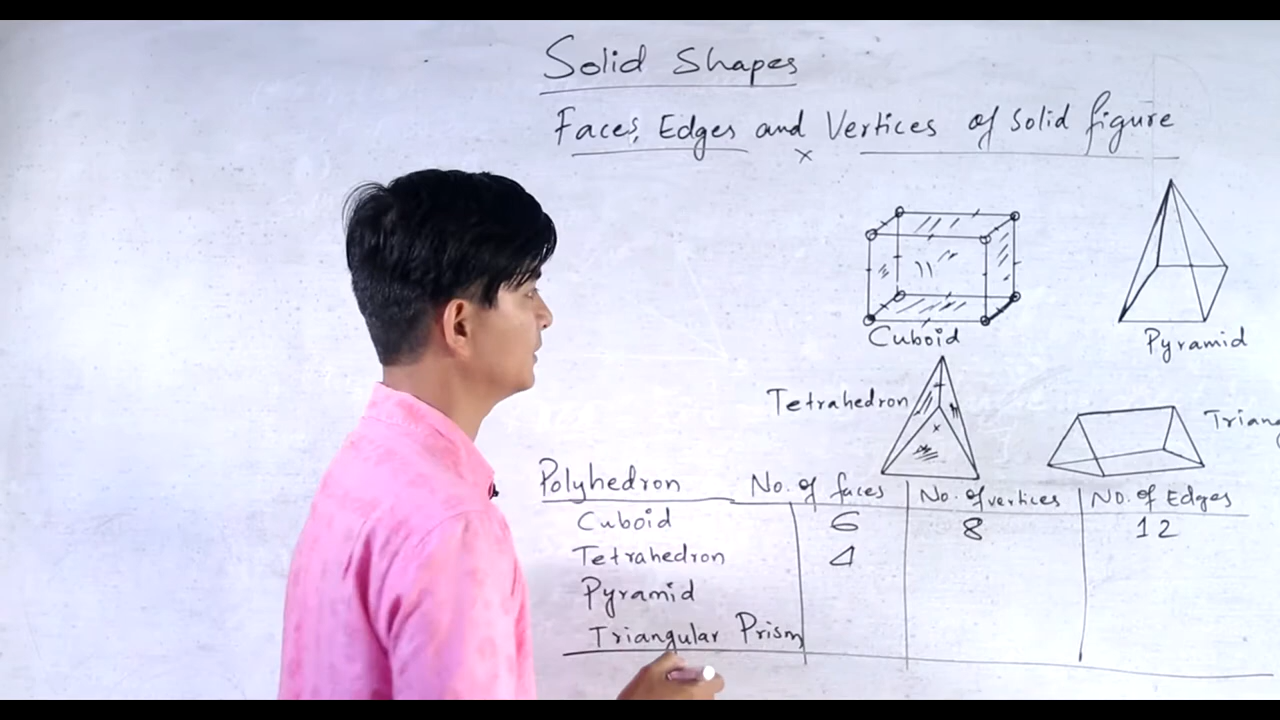 Solid Shapes
Faces, Edges and Vertices of solid figure
Cuboid
Pyramid
Tetrahedron
Polyhedron No. of faces No. of vertices No. of Edges
Cuboid 6 8 12
Tetrahedron 4
Pyramid
Triangular Prism